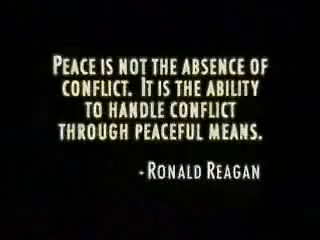 PEACE IS NOT THE ABSENCE OF
CONFLICT. IT IS THE ABILITY
TO HANDLE CONFLICT
THROUGH PEACEFUL MEANS.
-RONALD REAGAN